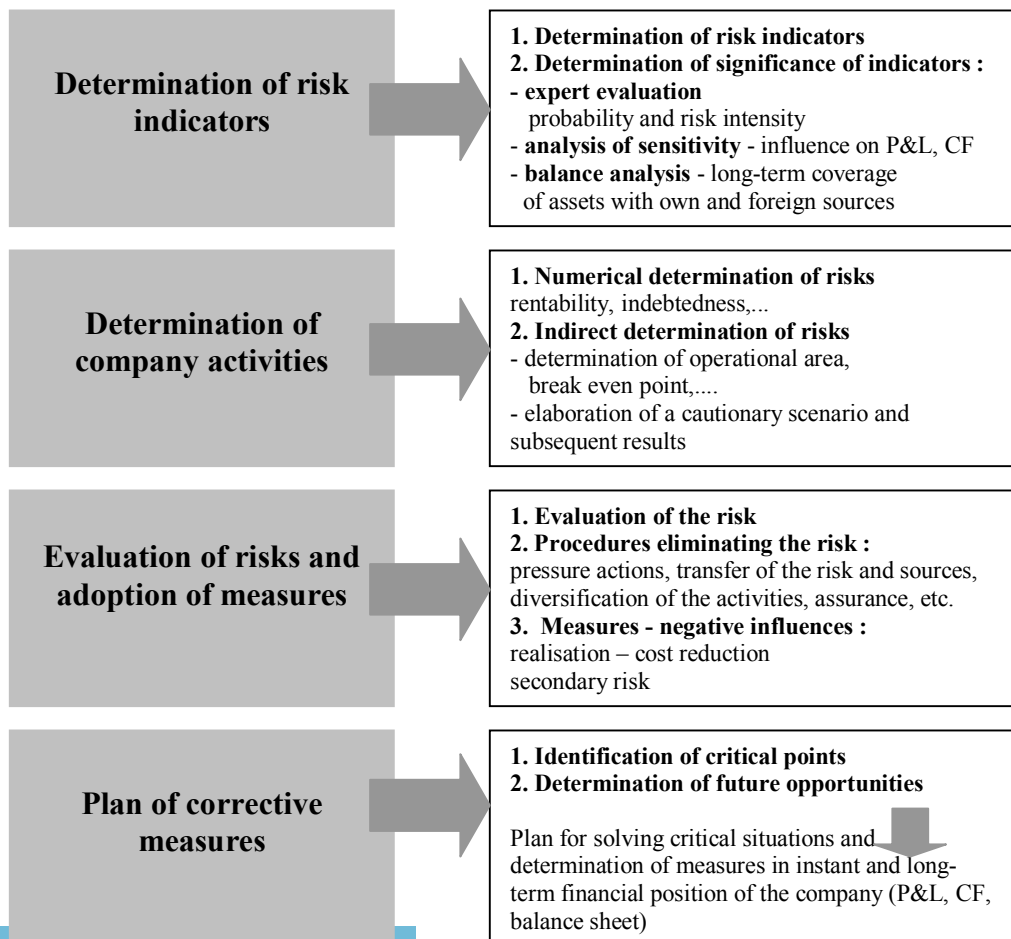 Determination of risk
indicators
1. Determination of risk indicators
2. Determination of significance of indicators :
- expert evaluation
probability and risk intensity
- analysis of sensitivity - influence on P&L, CF
- balance analysis - long-term coverage
of assets with own and foreign sources
Determination of
company activities
1. Numerical determination of risks
rentability, indebtedness,...
2. Indirect determination of risks
- determination of operational area,
break even point,....
- elaboration of a cautionary scenario and
subsequent results
Evaluation of risks and
adoption of measures
1. Evaluation of the risk
2. Procedures eliminating the risk :
pressure actions, transfer of the risk and sources,
diversification of the activities, assurance, etc.
3. Measures - negative influences :
realisation – cost reduction
secondary risk
Plan of corrective
measures
1. Identification of critical points
2. Determination of future opportunities
Plan for solving critical situations and
determination of measures in instant and long-
term financial position of the company (P&L, CF,
balance sheet)